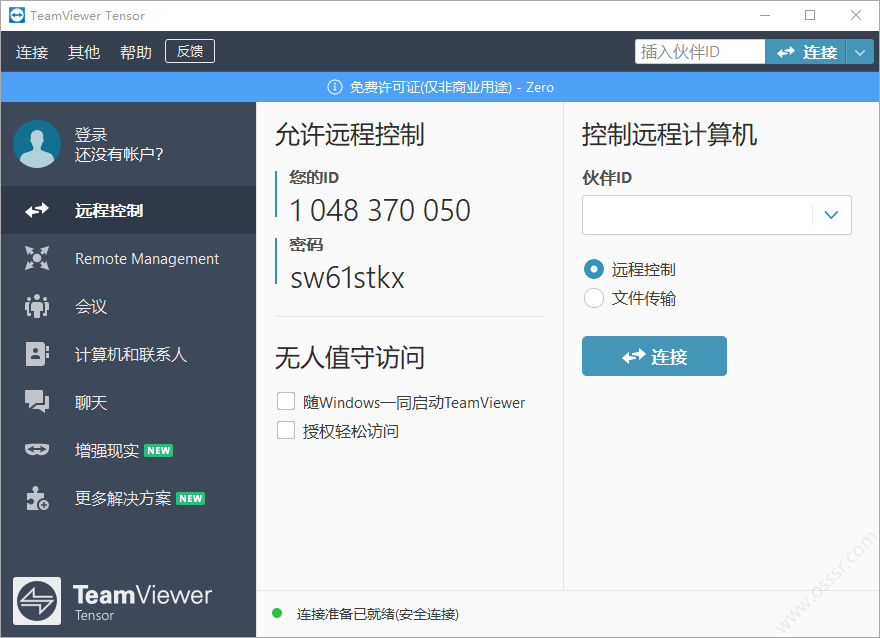 TeamViewer Tensor
连接 其他 帮助 反馈 插入伙伴ID 连接
免费许可证(仅非商业用途) - Zero
登录
还没有帐户?
远程控制
Remote Management
会议
计算机和联系人
聊天
增强现实 NEW
更多解决方案 NEW
TeamViewer
Tensor
允许远程控制
您的ID
1 048 370 050
密码
sw61stkx
无人值守访问
随Windows一同启动TeamViewer
授权轻松访问
控制远程计算机
伙伴ID
远程控制
文件传输
连接
连接准备已就绪(安全连接)
www.osssr.com